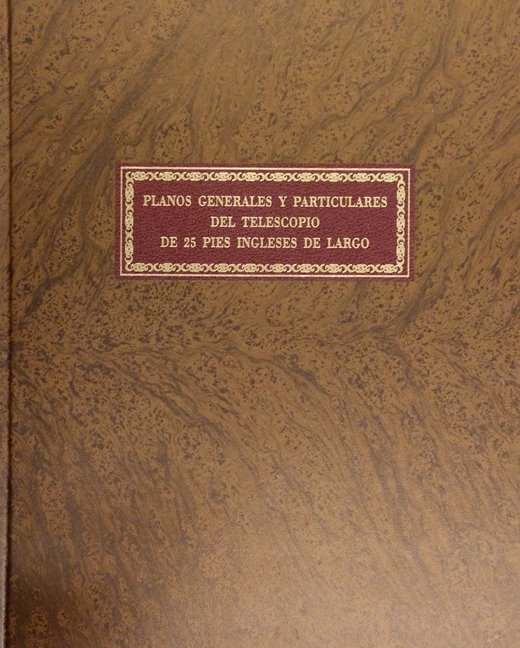 PLANOS GENERALES Y PARTICULARES
DEL TELESCOPIO
DE 25 PIES INGLESES DE LARGO